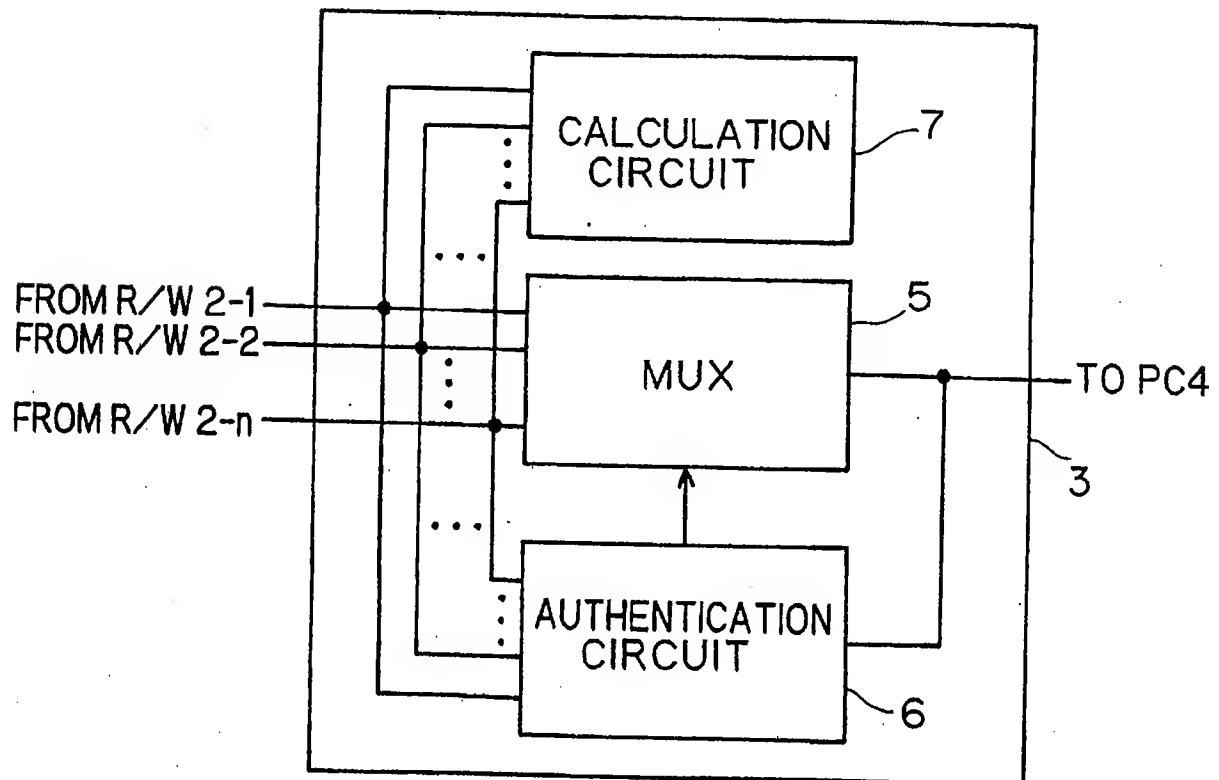 CALCULATION
CIRCUIT
7
FROM R/W 2-1
FROM R/W 2-2
FROM R/W 2-n
MUX
5
TO PC4
3
AUTHENTICATION
CIRCUIT
6